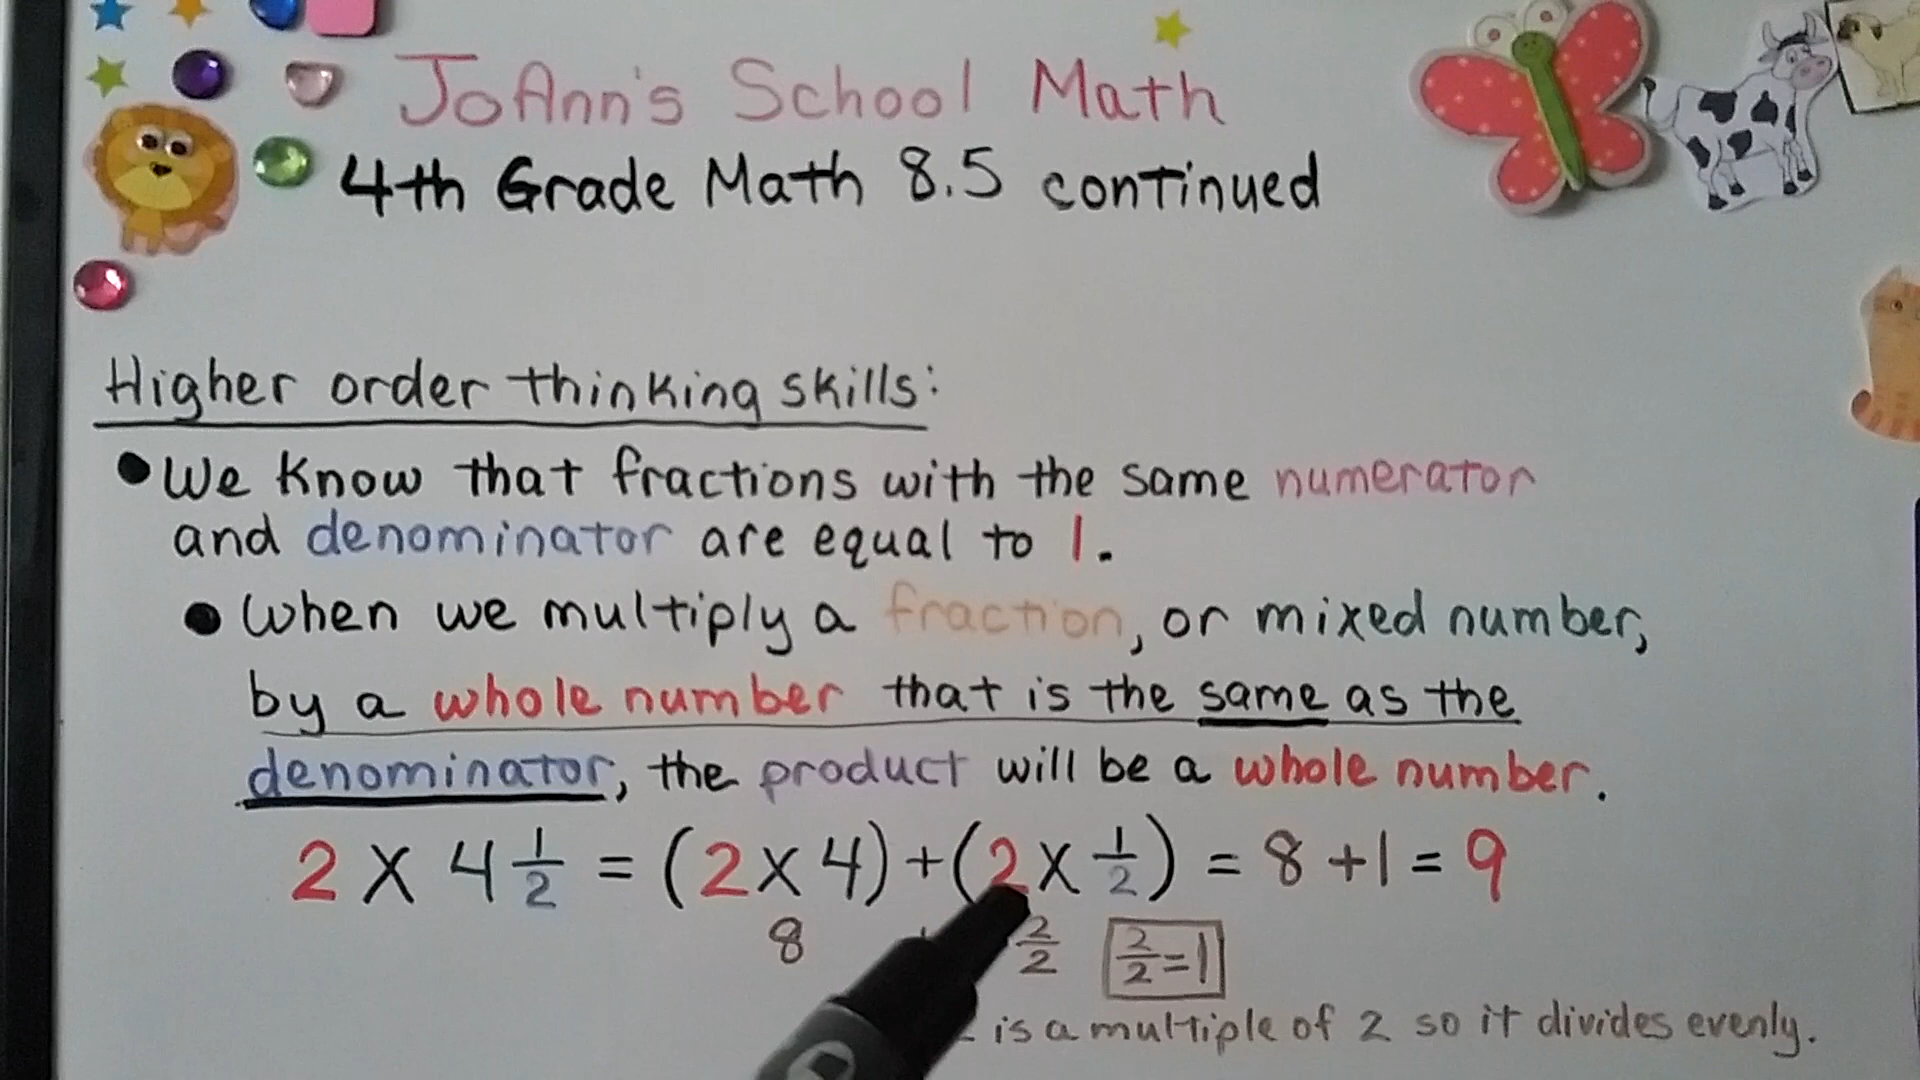 JoAnn's School Math
4th Grade Math 8.5 continued
Higher order thinking skills:
•We know that fractions with the same numerator
and denominator are equal to 1.
•When we multiply a fraction, or mixed number,
by a whole number that is the same as the
denominator, the product will be a whole number.
2 X 4 1/2 = (2 X 4) + (2 X 1/2) = 8 + 1 = 9
8 2/2 2/2=1
is a multiple of 2 so it divides evenly.